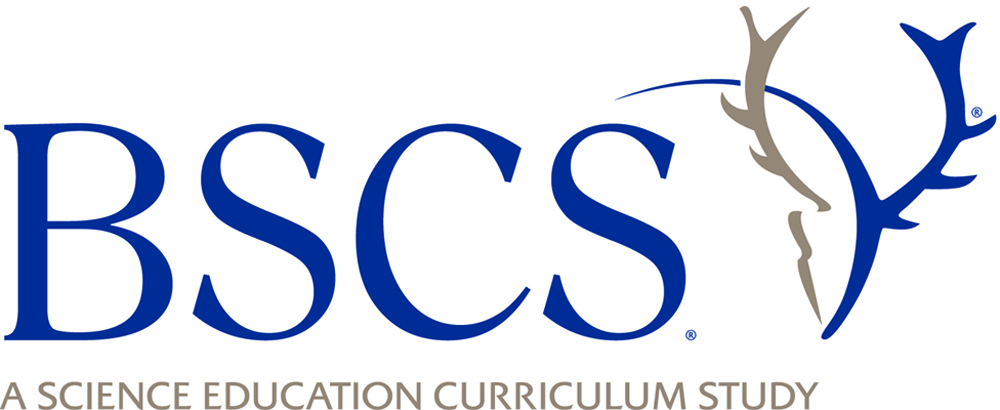 BSCS®
®
A SCIENCE EDUCATION CURRICULUM STUDY